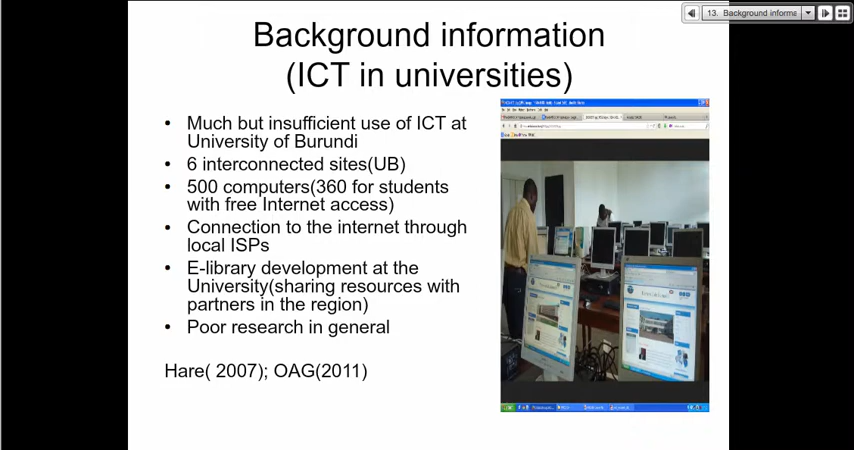 13. Background informa
Background information
(ICT in universities)
• Much but insufficient use of ICT at
University of Burundi
• 6 interconnected sites(UB)
• 500 computers(360 for students
with free Internet access)
• Connection to the internet through
local ISPs
• E-library development at the
University(sharing resources with
partners in the region)
• Poor research in general
Hare( 2007); OAG(2011)